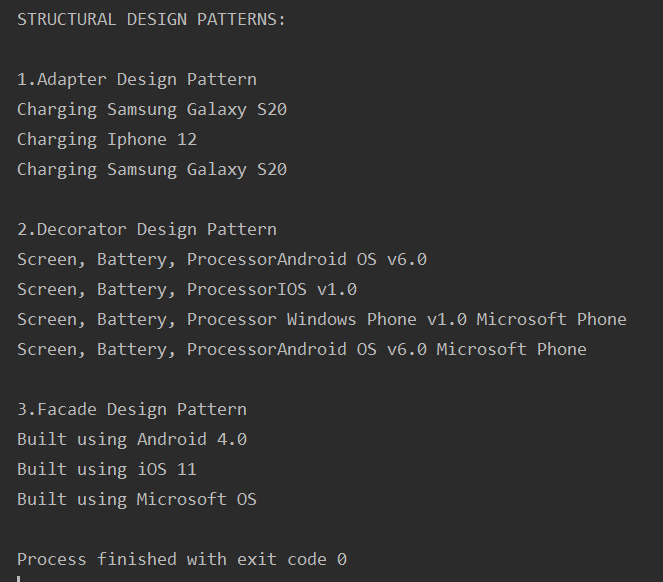 STRUCTURAL DESIGN PATTERNS:
1.Adapter Design Pattern
Charging Samsung Galaxy S20
Charging Iphone 12
Charging Samsung Galaxy S20
2.Decorator Design Pattern
Screen, Battery, ProcessorAndroid OS v6.0
Screen, Battery, ProcessorIOS v1.0
Screen, Battery, Processor Windows Phone v1.0 Microsoft Phone
Screen, Battery, ProcessorAndroid OS v6.0 Microsoft Phone
3.Facade Design Pattern
Built using Android 4.0
Built using iOS 11
Built using Microsoft OS
Process finished with exit code 0